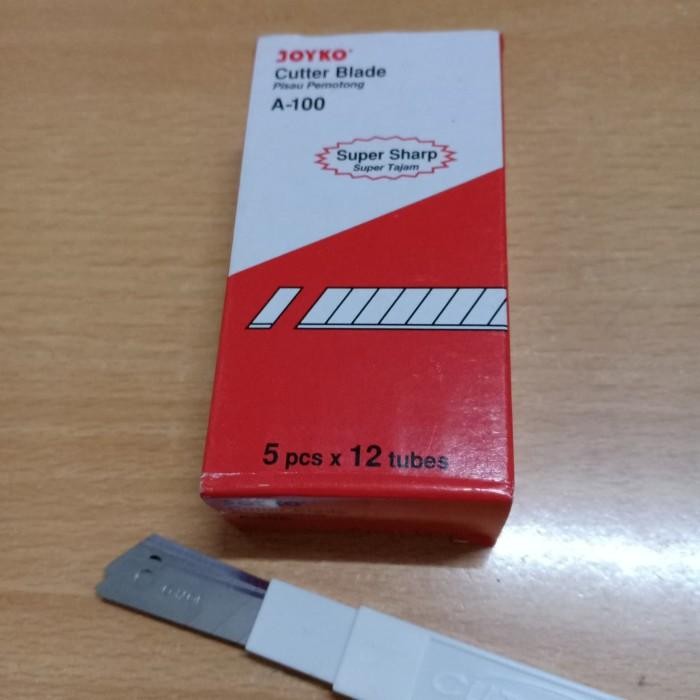 JOYKO
Cutter Blade
Pisau Pemotong
A-100
Super Sharp
Super Tajam
5 pcs x 12 tubes